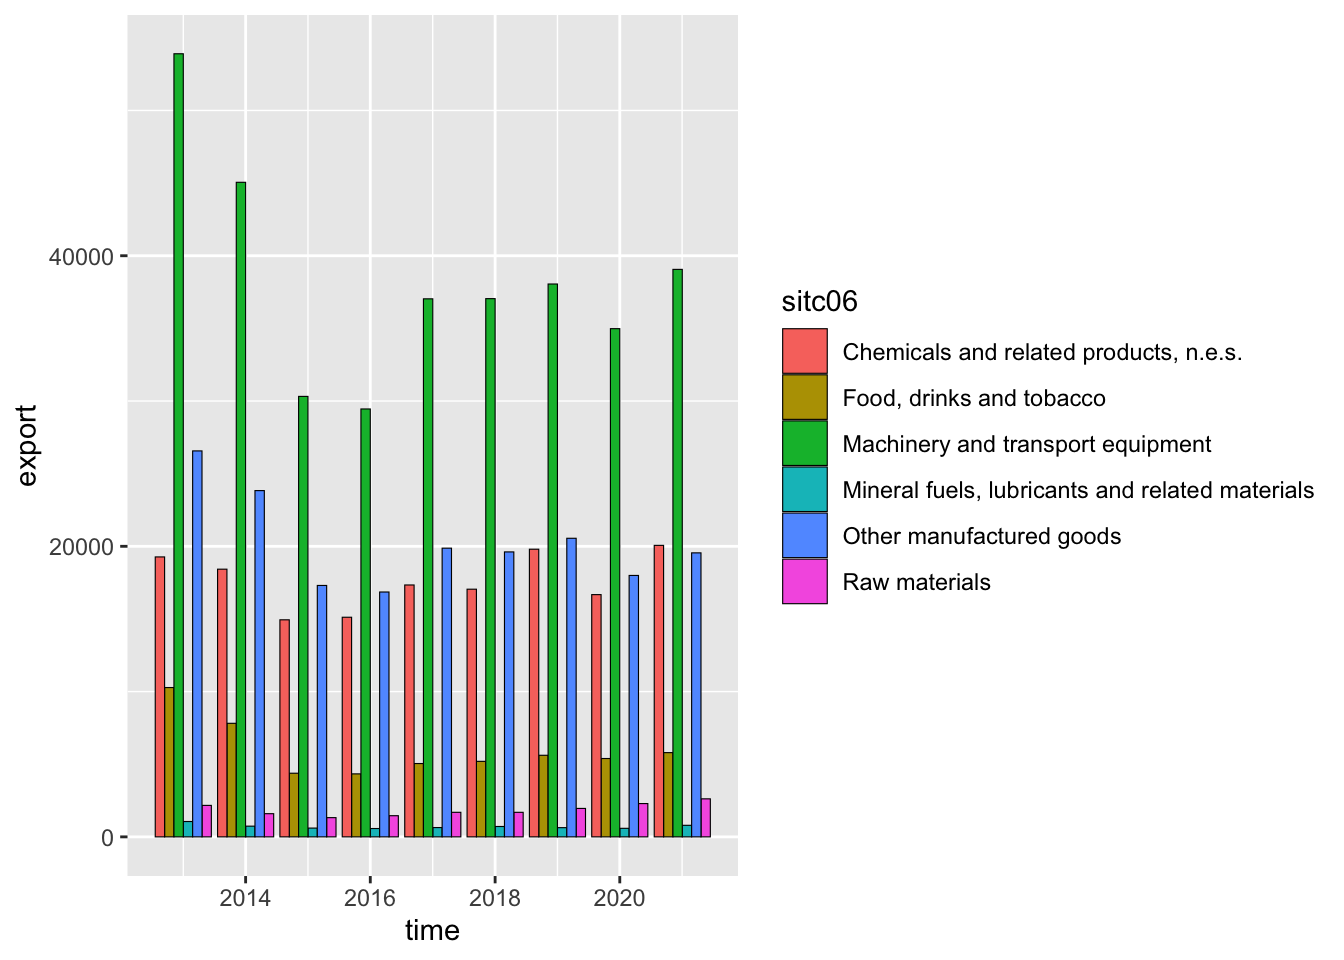 export
40000
20000
0
2014
2016
2018
2020
time
sitc06
Chemicals and related products, n.e.s.
Food, drinks and tobacco
Machinery and transport equipment
Mineral fuels, lubricants and related materials
Other manufactured goods
Raw materials